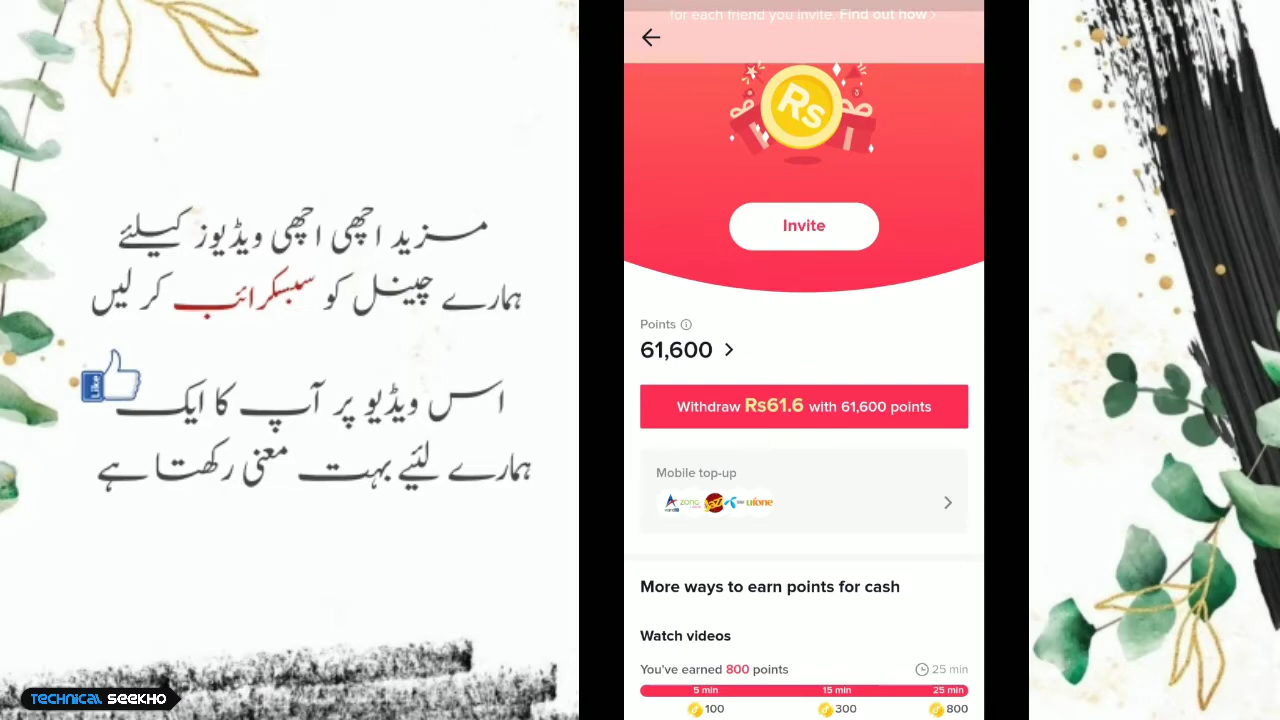 مزید اچھی اچھی ویڈیوز کیلئے
ہمارے چینل کو سبسکرائب کر لیں
Like
اس ویڈیو پر آپ کا ایک
ہمارے لئیے بہت معنی رکھتا ہے
TECHNICAL SEEKHO
for each friend you invite. Find out how >
Rs
Invite
Points
61,600 >
Withdraw Rs61.6 with 61,600 points
Mobile top-up
zong ufone
More ways to earn points for cash
Watch videos
You've earned 800 points 25 min
5 min 15 min 25 min
100 300 800